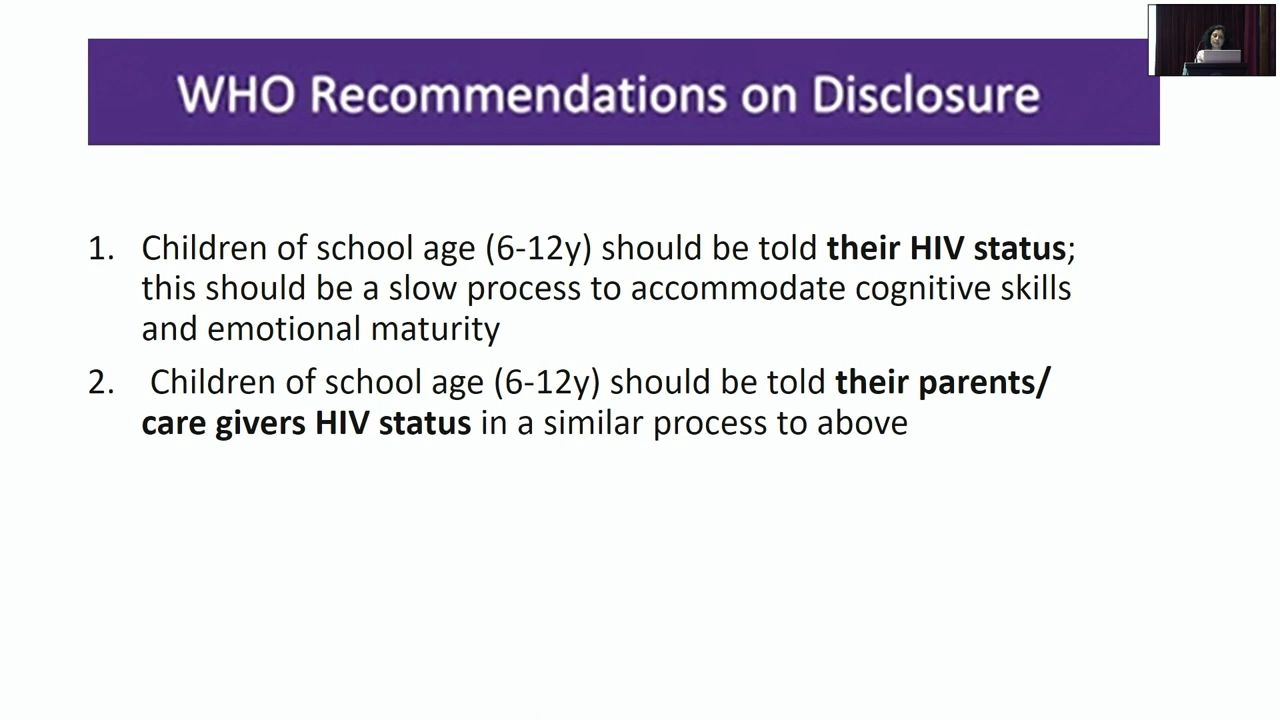 WHO Recommendations on Disclosure
1. Children of school age (6-12y) should be told their HIV status;
this should be a slow process to accommodate cognitive skills
and emotional maturity
2. Children of school age (6-12y) should be told their parents/
care givers HIV status in a similar process to above